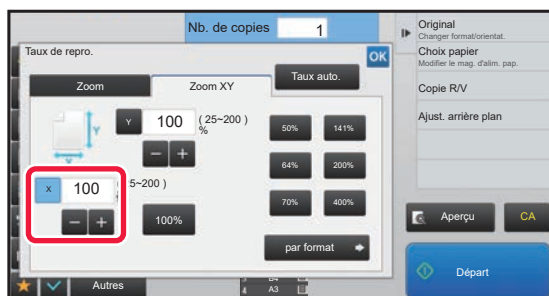 Nb. de copies 1
Taux de repro.
OK
Zoom
Zoom XY
Taux auto.
Y
Y 100 ( 25~200 )
%
50% 141%
X
64% 200%
X 100 5~200 )
100%
70% 400%
par format
Autres
4 A3
Original
Changer format/orientat.
Choix papier
Modifier le mag. d'alim. pap.
Copie R/V
Ajust. arrière plan
Aperçu
CA
Départ